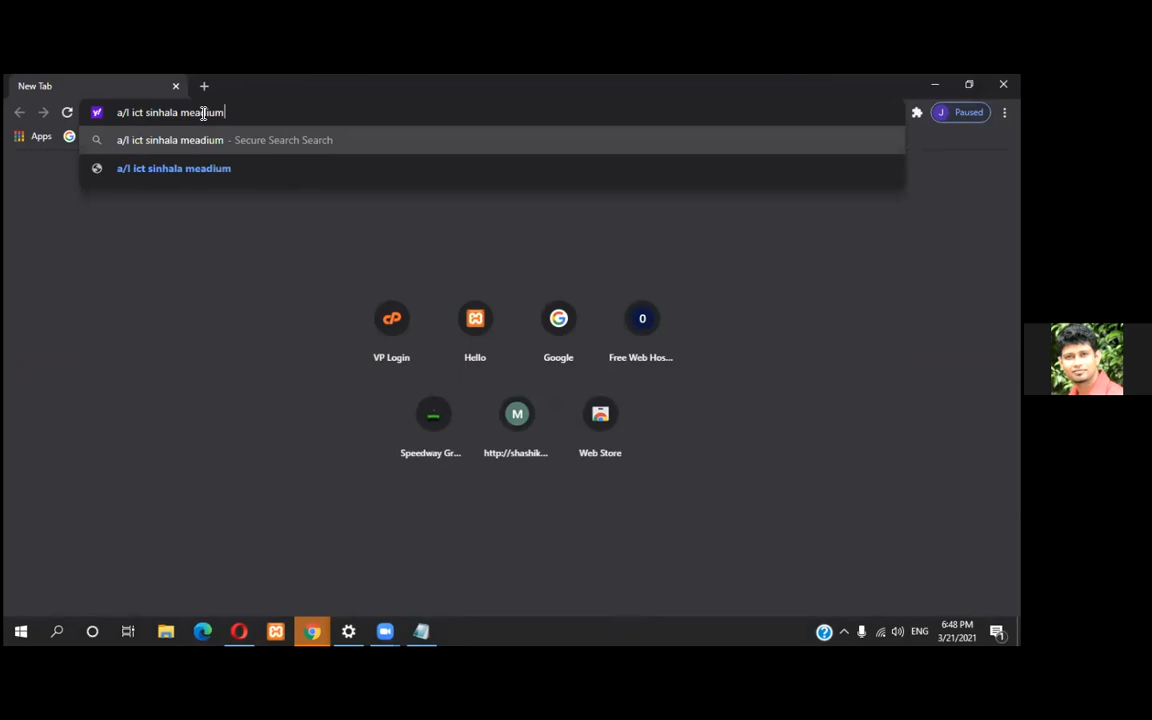 New Tab
a/l ict sinhala meadium
J Paused
Apps
a/l ict sinhala meadium - Secure Search Search
a/l ict sinhala meadium
VP Login
Hello
Google
0
Free Web Hos...
Speedway Gr...
M
http://shashik...
Web Store
ENG
6:48 PM
3/21/2021
1